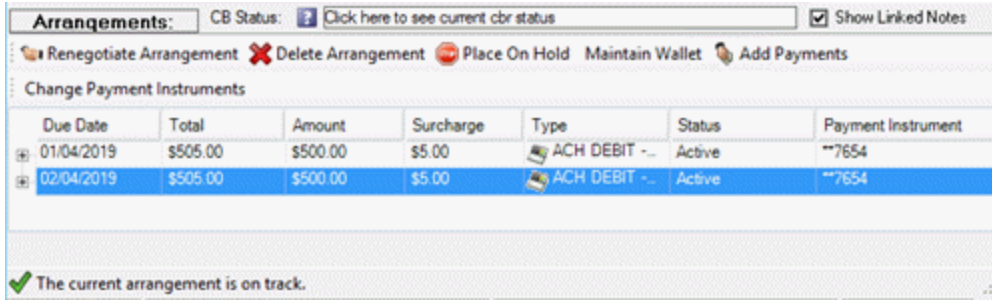 Arrangements: CB Status: ? Click here to see current cbr status Show Linked Notes
Renegotiate Arrangement Delete Arrangement Place On Hold Maintain Wallet Add Payments
Change Payment Instruments
Due Date Total Amount Surcharge Type Status Payment Instrument
01/04/2019 $505.00 $500.00 $5.00 ACH DEBIT -... Active **7654
02/04/2019 $505.00 $500.00 $5.00 ACH DEBIT -... Active **7654
The current arrangement is on track.